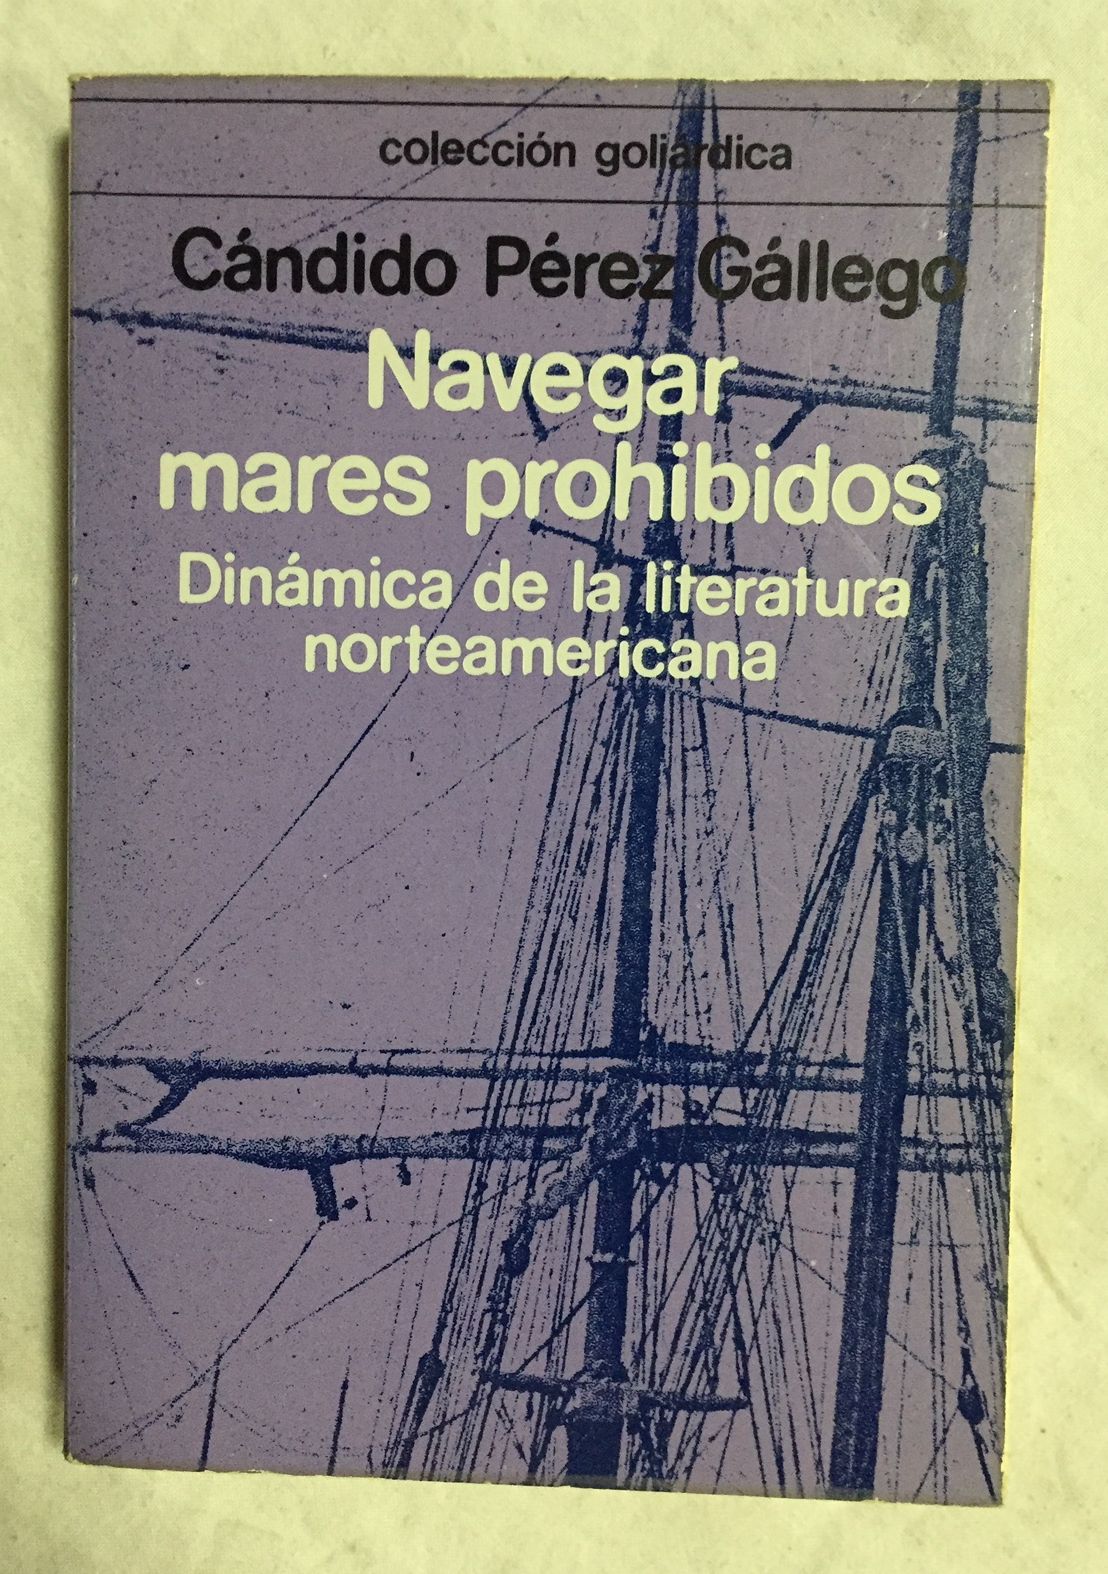 colección goliárdica
Cándido Pérez Gállego
Navegar
mares prohibidos
Dinámica de la literatura
norteamericana